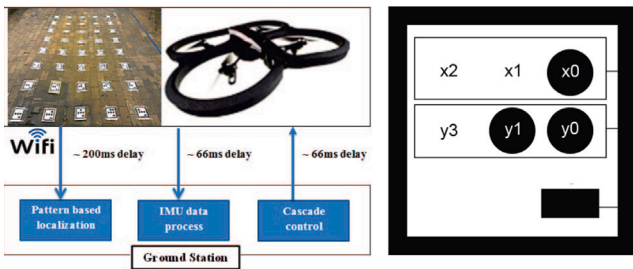 Wifi
~ 200ms delay
~ 66ms delay
~ 66ms delay
Pattern based
localization
IMU data
process
Cascade
control
Ground Station
x2 x1 x0
y3 y1 y0